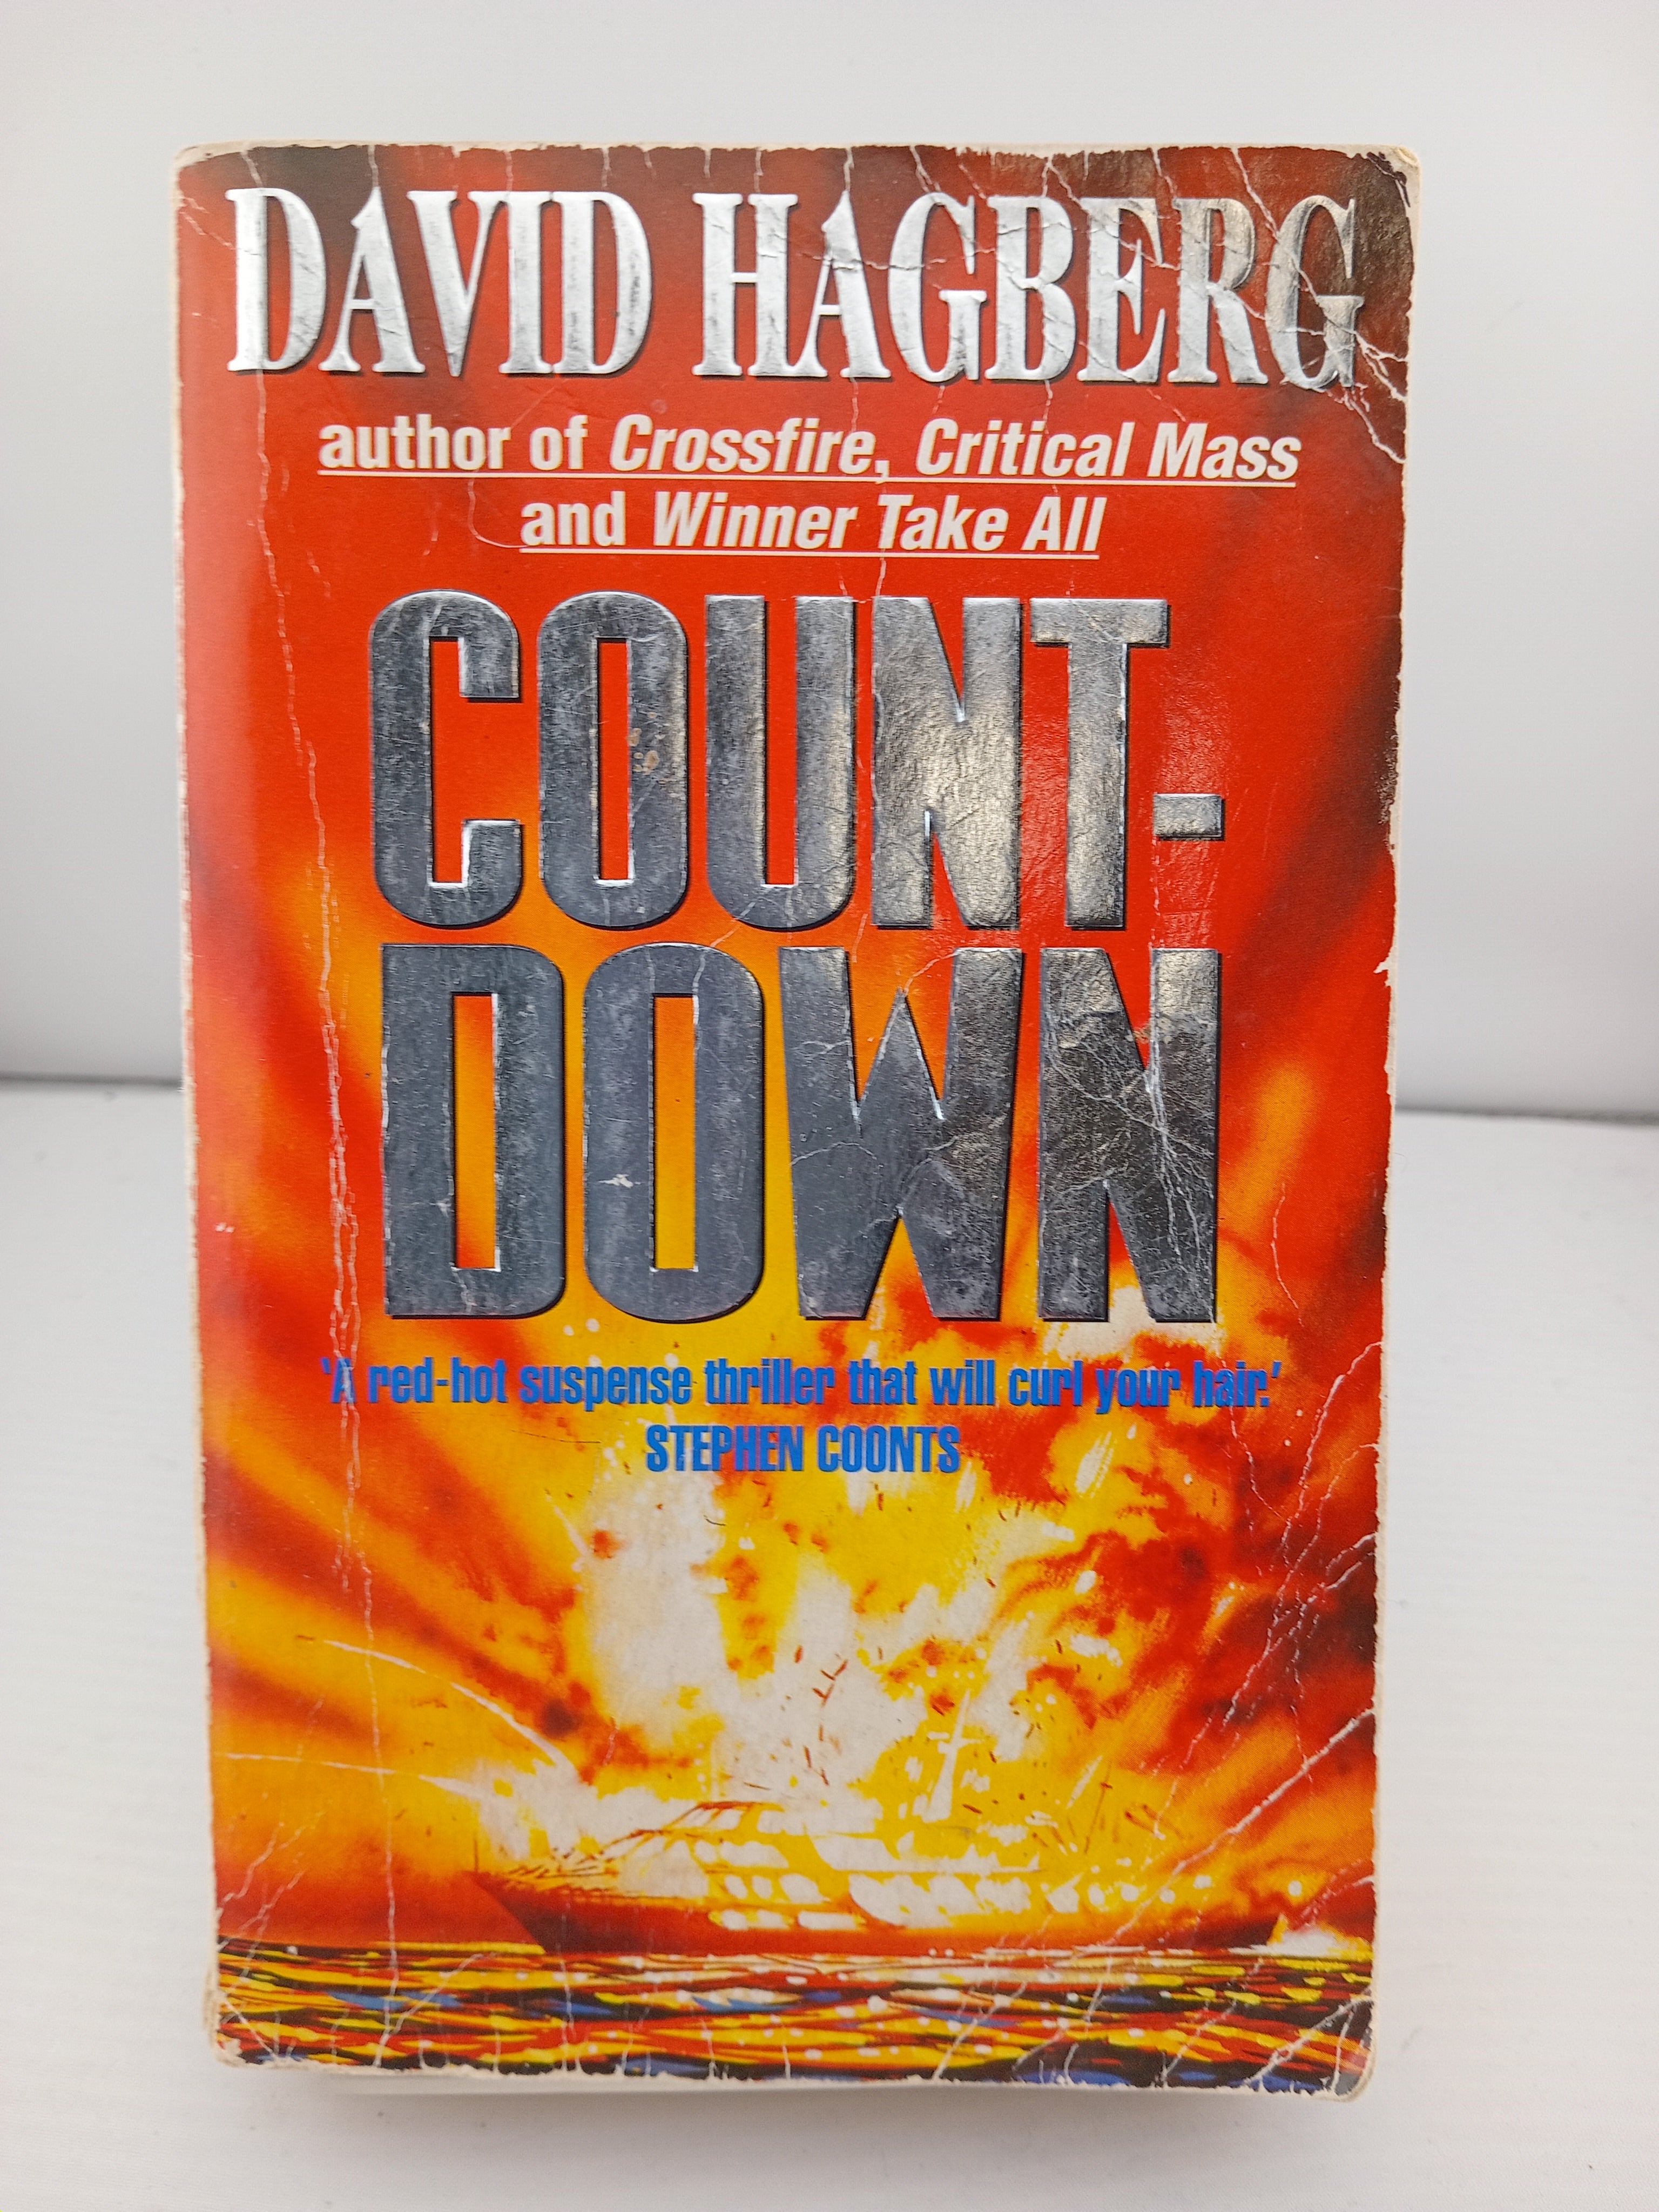 DAVID HAGBERG
author of Crossfire, Critical Mass
and Winner Take All
COUNT-
DOWN
'A red-hot suspense thriller that will curl your hair.'
STEPHEN COONTS